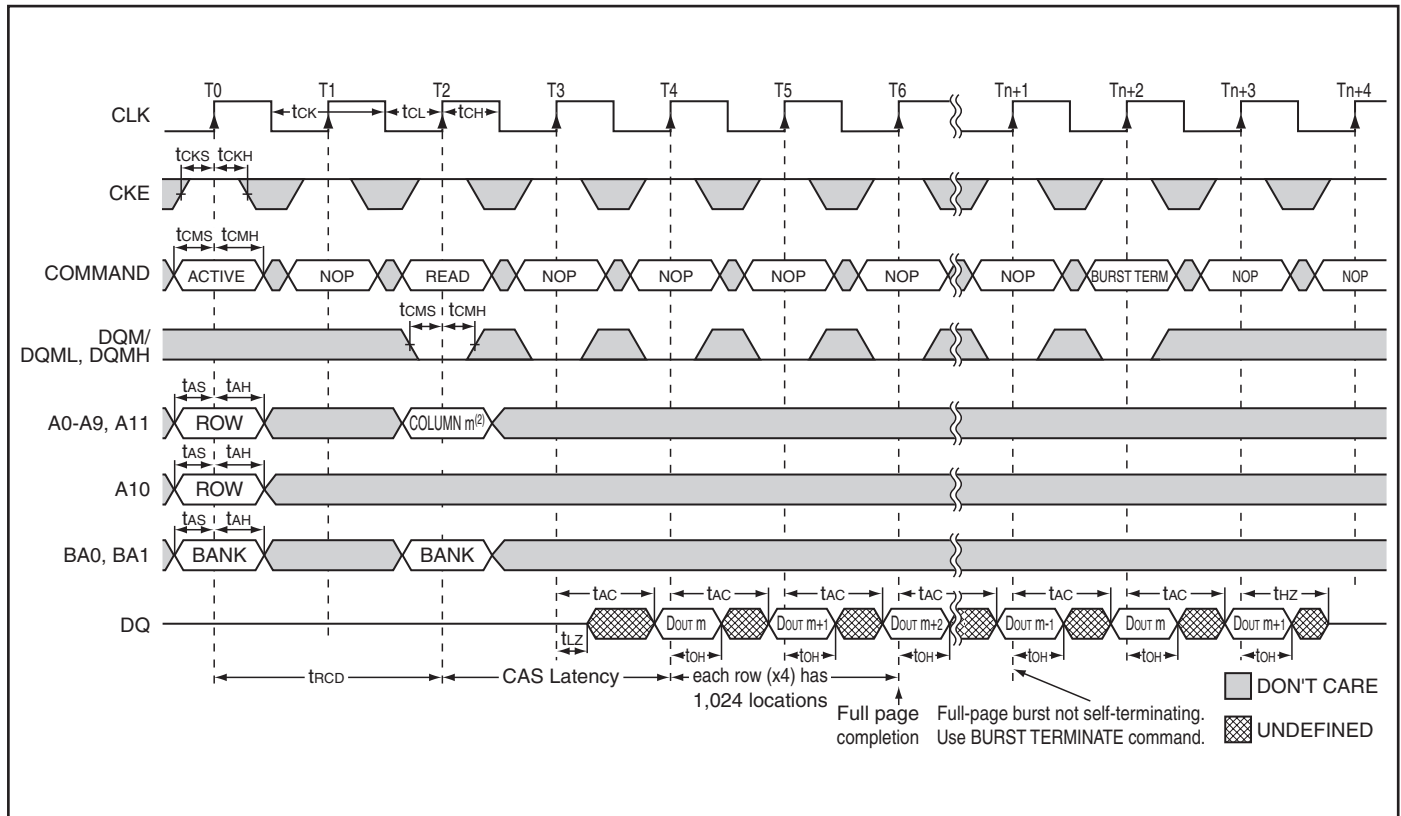 T0 T1 T2 T3 T4 T5 T6 Tn+1 Tn+2 Tn+3 Tn+4
CLK tCK tCL tCH
tCKS tCKH
CKE
tCMS tCMH
COMMAND ACTIVE NOP READ NOP NOP NOP NOP NOP BURST TERM NOP NOP
tCMS tCMH
DQM/
DQML, DQMH
tAS tAH
A0-A9, A11 ROW COLUMN m(2)
tAS tAH
A10 ROW
tAS tAH
BA0, BA1 BANK BANK
tAC tAC tAC tAC tAC tAC tHZ
DQ DOUT m DOUT m+1 DOUT m+2 DOUT m-1 DOUT m DOUT m+1
tLZ tOH tOH tOH tOH tOH tOH
tRCD CAS Latency each row (x4) has
1,024 locations
Full page
completion
Full-page burst not self-terminating.
Use BURST TERMINATE command.
DON'T CARE
UNDEFINED